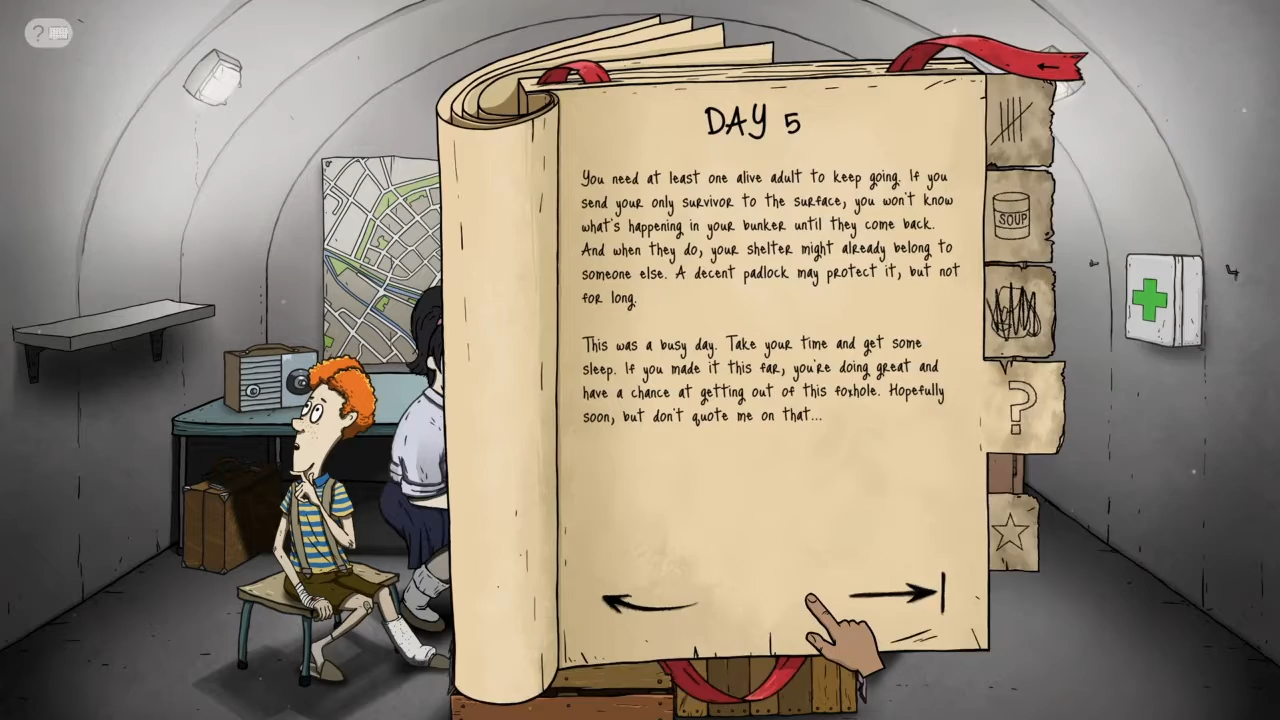 ?
DAY 5
You need at least one alive adult to keep going. If you
send your only survivor to the surface, you won't know
what's happening in your bunker until they come back.
And when they do, your shelter might already belong to
someone else. A decent padlock may protect it, but not
for long.
This was a busy day. Take your time and get some
sleep. If you made it this far, you're doing great and
have a chance at getting out of this foxhole. Hopefully
soon, but don't quote me on that...
SOUP
?